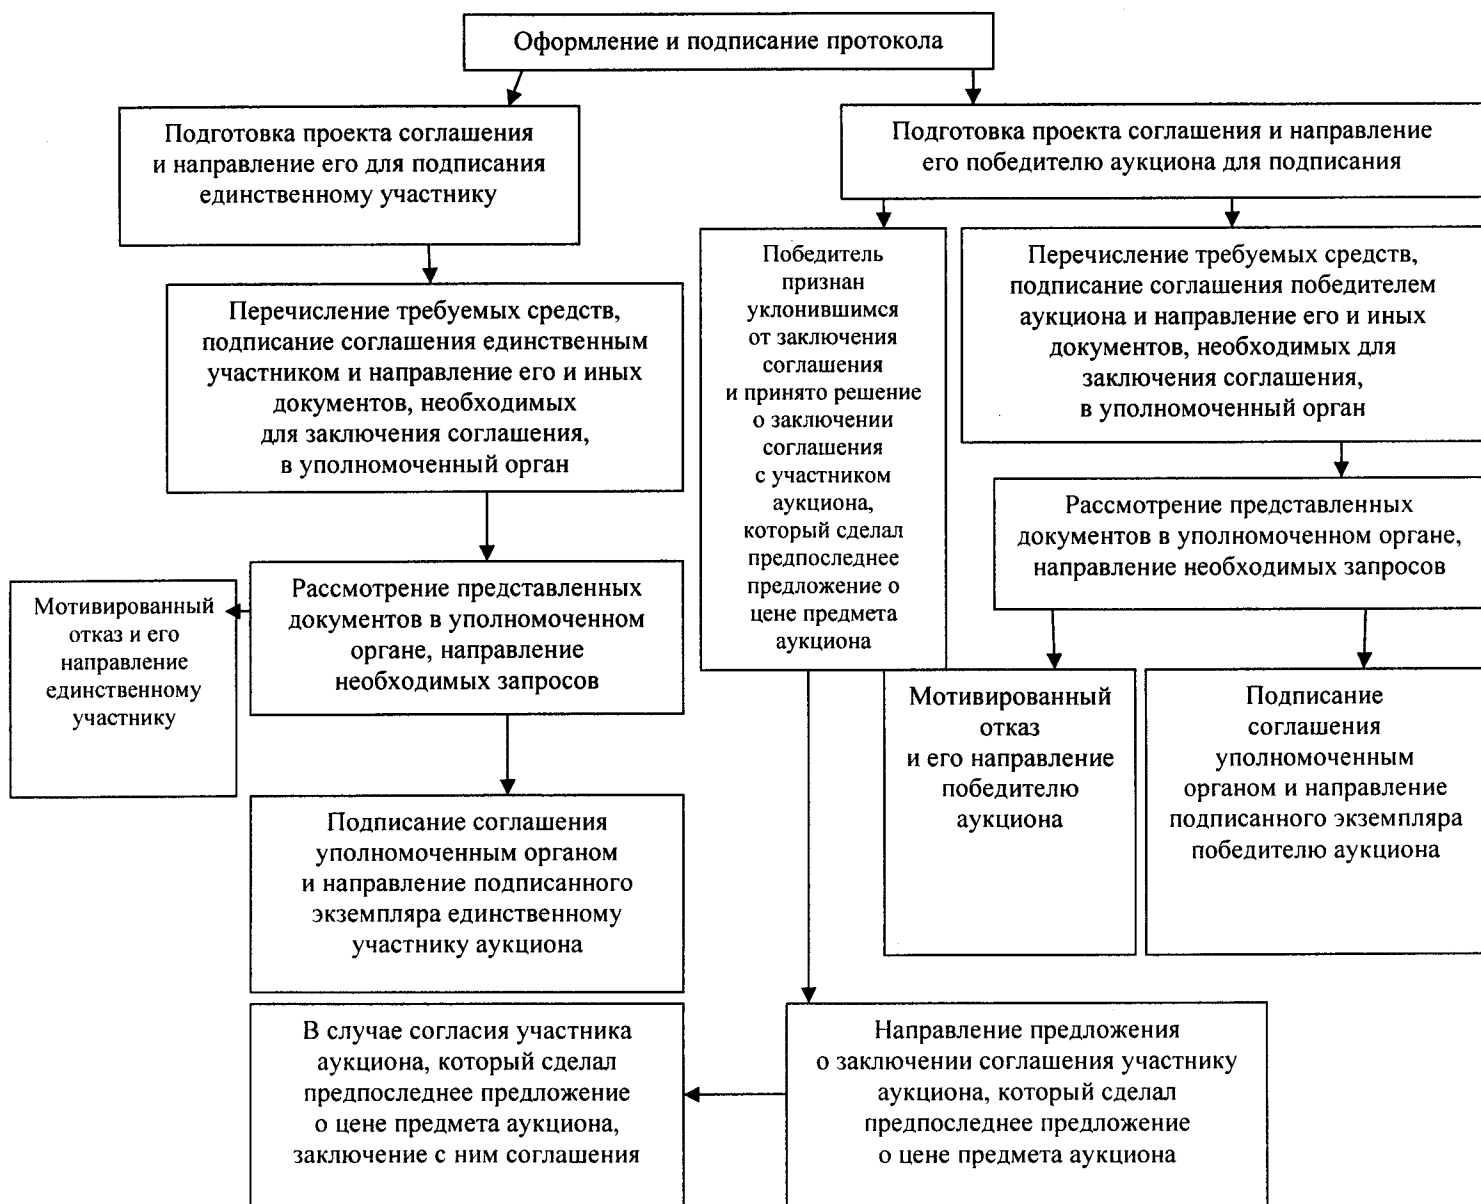 Оформление и подписание протокола
Подготовка проекта соглашения
и направление его для подписания
единственному участнику
Подготовка проекта соглашения и направление
его победителю аукциона для подписания
Перечисление требуемых средств,
подписание соглашения единственным
участником и направление его и иных
документов, необходимых
для заключения соглашения,
в уполномоченный орган
Победитель
признан
уклонившимся
от заключения
соглашения
и принято решение
о заключении
соглашения
с участником
аукциона,
который сделал
предпоследнее
предложение о
цене предмета
аукциона
Перечисление требуемых средств,
подписание соглашения победителем
аукциона и направление его и иных
документов, необходимых для
заключения соглашения,
в уполномоченный орган
Рассмотрение представленных
документов в уполномоченном органе,
направление необходимых запросов
Мотивированный
отказ и его
направление
единственному
участнику
Рассмотрение представленных
документов в уполномоченном
органе, направление
необходимых запросов
Мотивированный
отказ
и его направление
победителю
аукциона
Подписание
соглашения
уполномоченным
органом и направление
подписанного экземпляра
победителю аукциона
Подписание соглашения
уполномоченным органом
и направление подписанного
экземпляра единственному
участнику аукциона
В случае согласия участника
аукциона, который сделал
предпоследнее предложение
о цене предмета аукциона,
заключение с ним соглашения
Направление предложения
о заключении соглашения участнику
аукциона, который сделал
предпоследнее предложение
о цене предмета аукциона